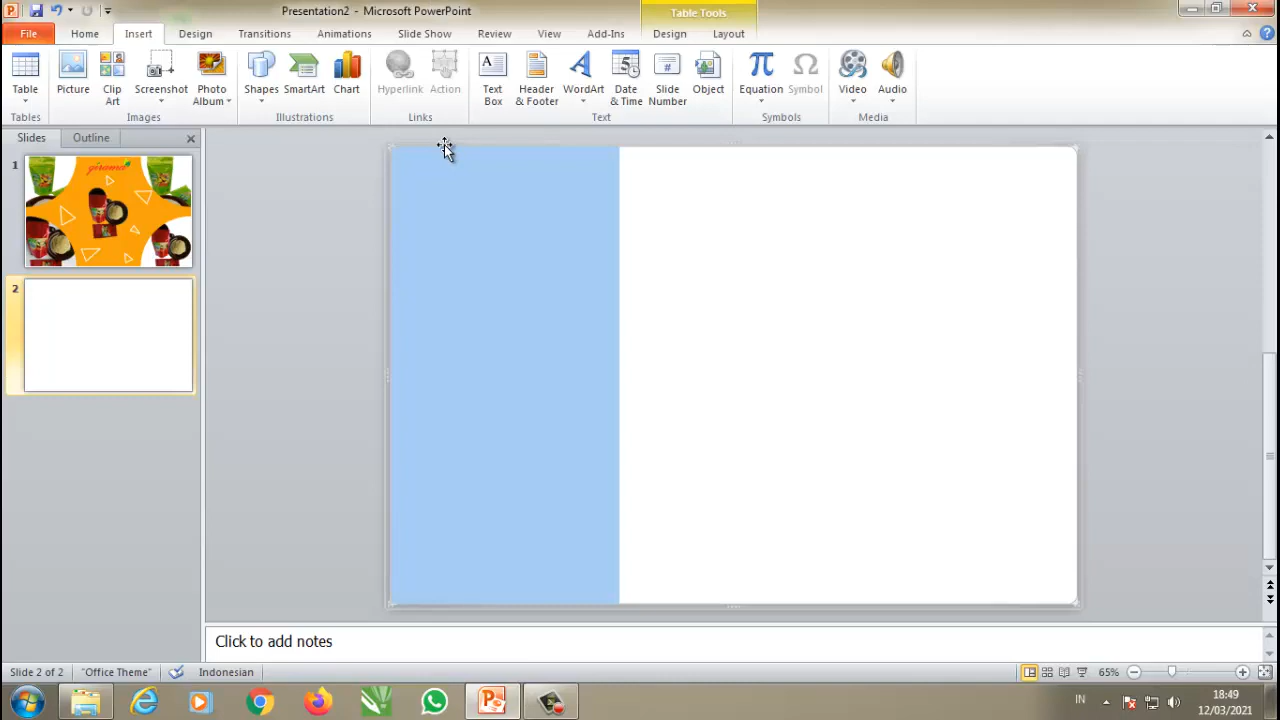 Presentation2 - Microsoft PowerPoint
Table Tools
File Home Insert Design Transitions Animations Slide Show Review View Add-Ins Design Layout
Table Picture Clip Art Screenshot Photo Album Shapes SmartArt Chart Hyperlink Action Text Box Header & Footer WordArt Date & Time Slide Number Object Equation Symbol Video Audio
Tables Images Illustrations Links Text Symbols Media
Slides Outline
1
giramo
2
Click to add notes
Slide 2 of 2 "Office Theme" Indonesian 65%
IN 18:49
12/03/2021